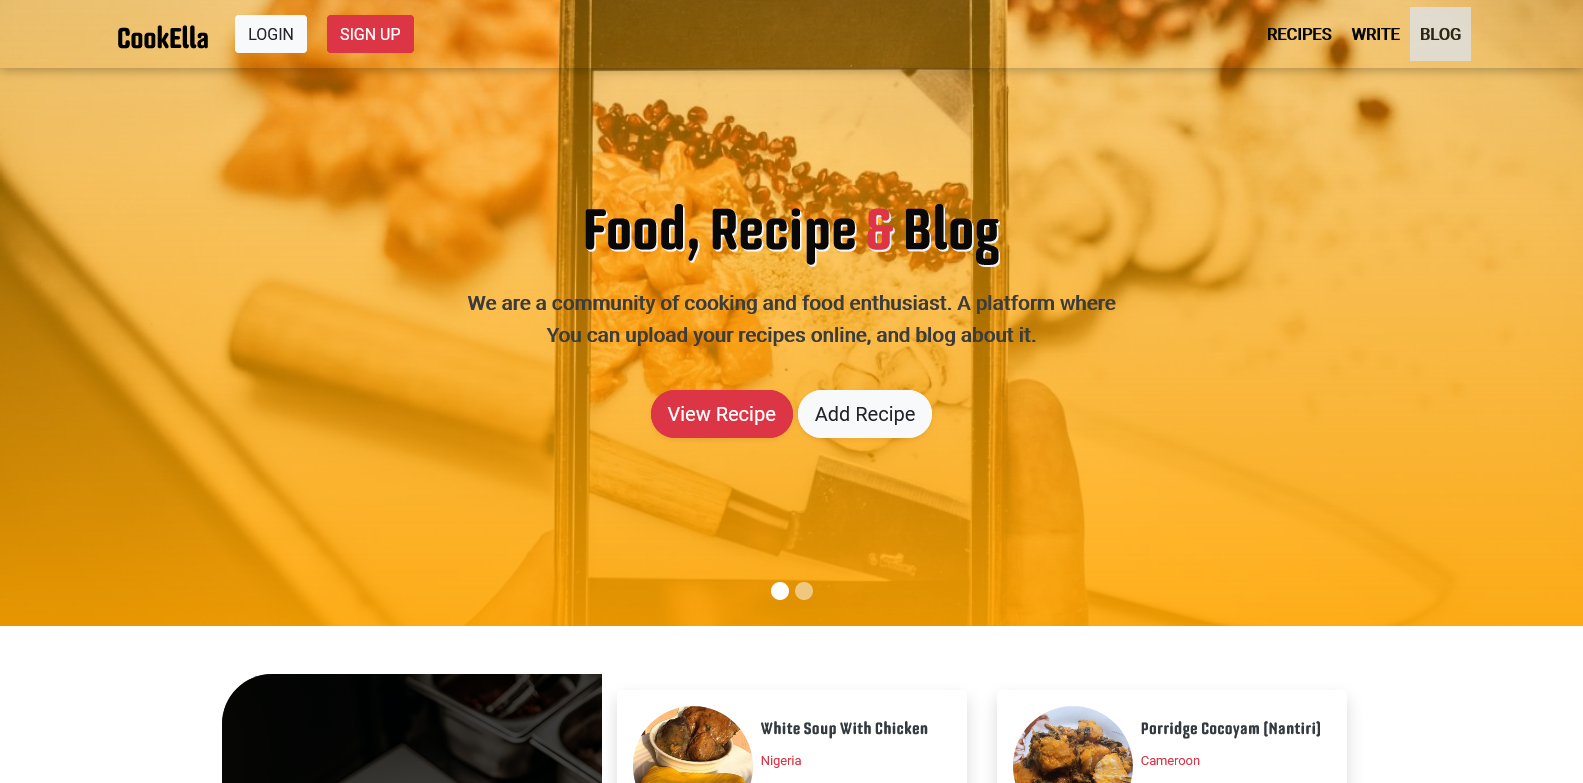 CookElla
LOGIN
SIGN UP
RECIPES
WRITE
BLOG
Food, Recipe & Blog
We are a community of cooking and food enthusiast. A platform where
You can upload your recipes online, and blog about it.
View Recipe
Add Recipe
White Soup With Chicken
Nigeria
Porridge Cocoyam (Nantiri)
Cameroon